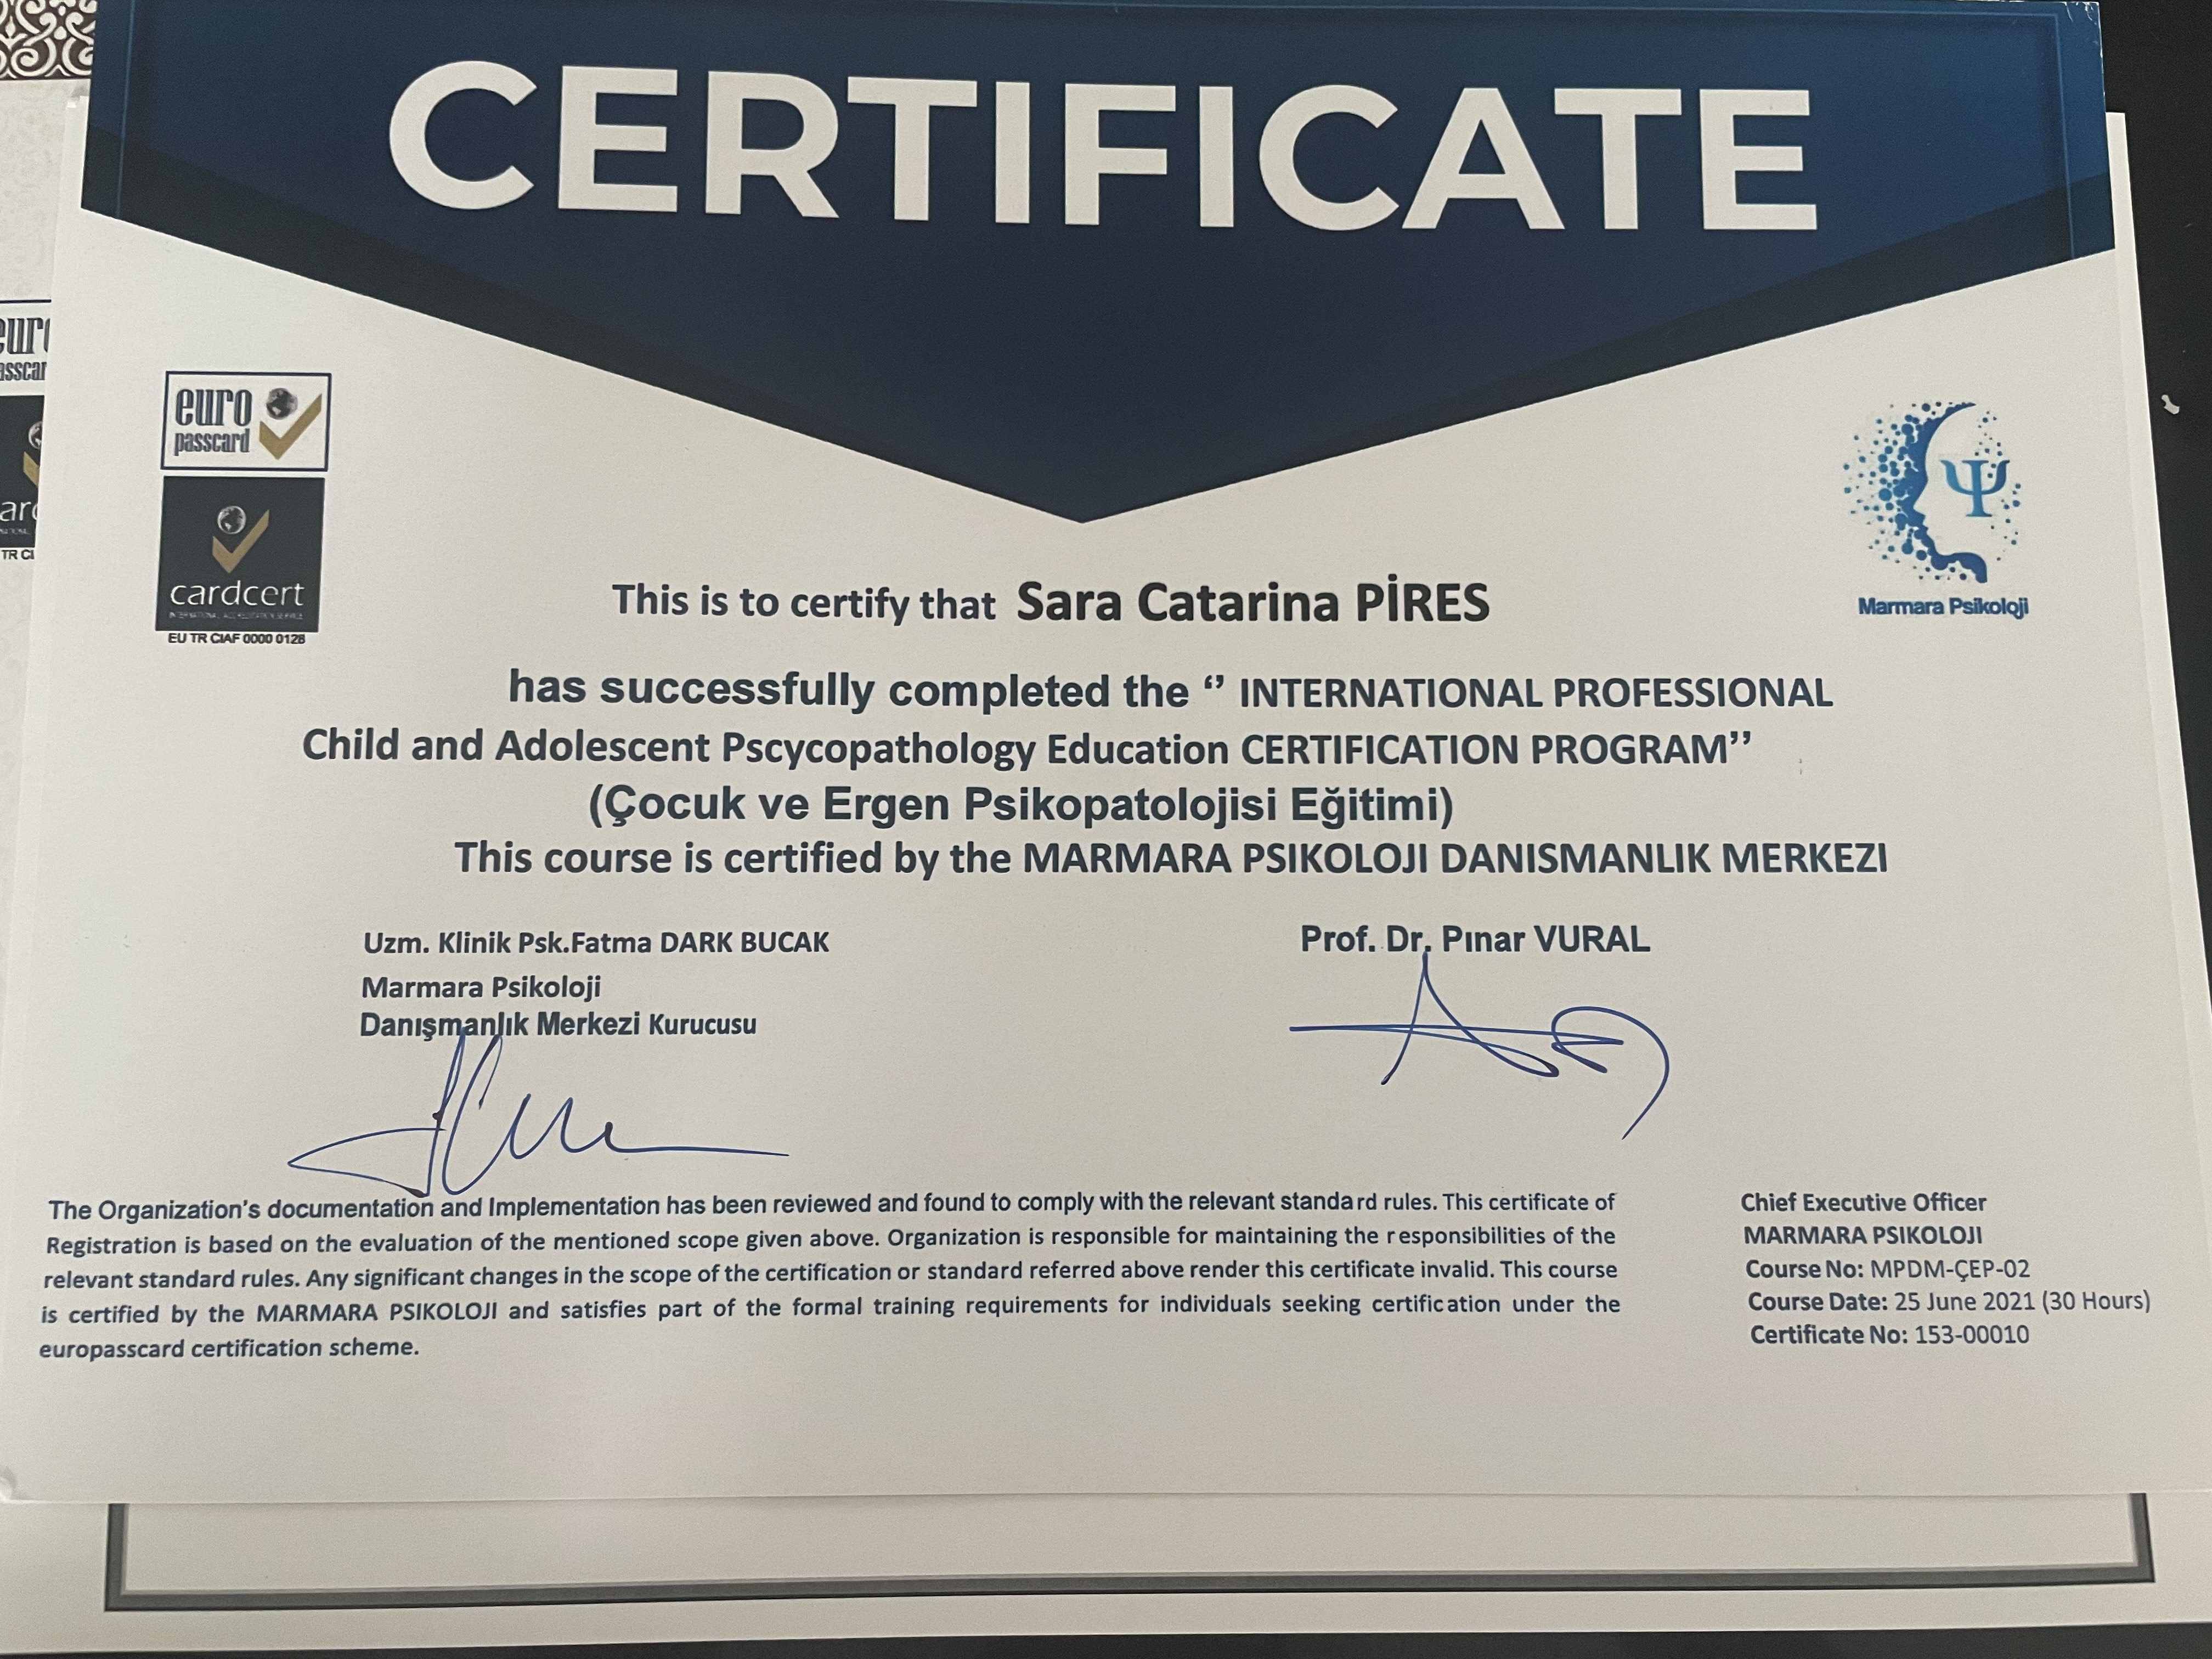 CERTIFICATE
euro
passcard
cardcert
EU TR CIAF 0000 0128
Marmara Psikoloji
This is to certify that Sara Catarina PİRES
has successfully completed the ‘’ INTERNATIONAL PROFESSIONAL
Child and Adolescent Pscycopathology Education CERTIFICATION PROGRAM’’
(Çocuk ve Ergen Psikopatolojisi Eğitimi)
This course is certified by the MARMARA PSIKOLOJI DANISMANLIK MERKEZI
Uzm. Klinik Psk.Fatma DARK BUCAK
Marmara Psikoloji
Danışmanlık Merkezi Kurucusu
Prof. Dr. Pınar VURAL
The Organization's documentation and Implementation has been reviewed and found to comply with the relevant standard rules. This certificate of
Registration is based on the evaluation of the mentioned scope given above. Organization is responsible for maintaining the responsibilities of the
relevant standard rules. Any significant changes in the scope of the certification or standard referred above render this certificate invalid. This course
is certified by the MARMARA PSIKOLOJI and satisfies part of the formal training requirements for individuals seeking certification under the
europasscard certification scheme.
Chief Executive Officer
MARMARA PSIKOLOJI
Course No: MPDM-ÇEP-02
Course Date: 25 June 2021 (30 Hours)
Certificate No: 153-00010